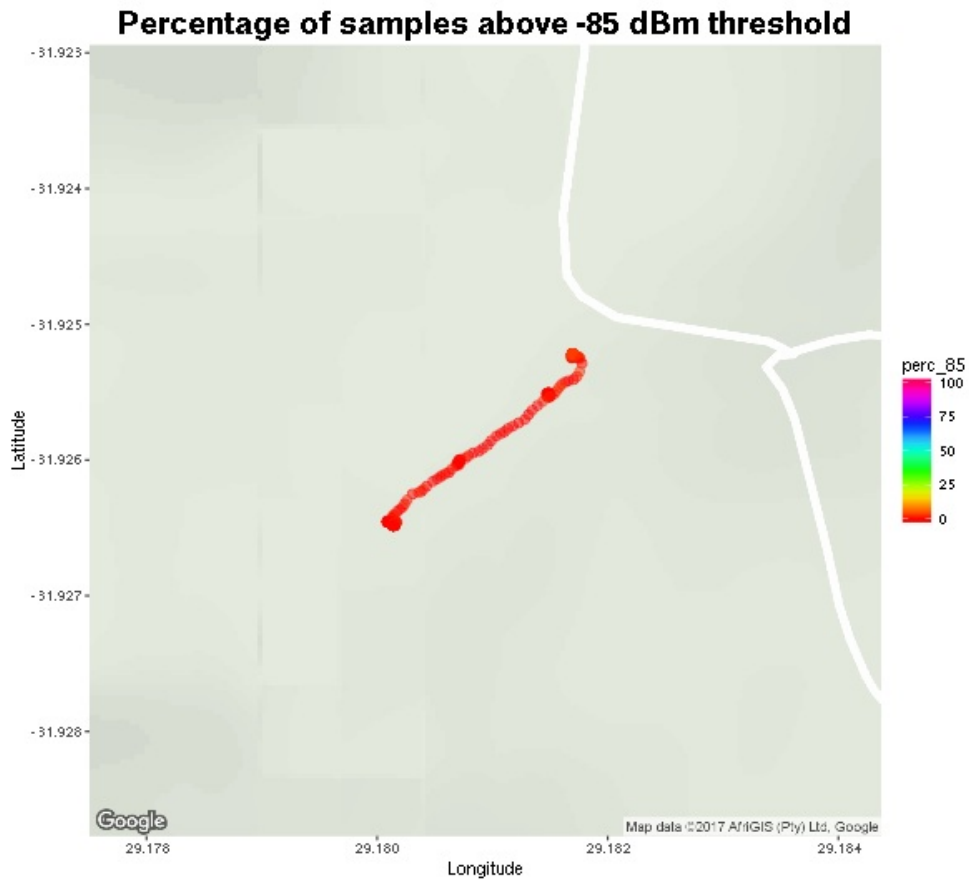 Percentage of samples above -85 dBm threshold
-31.923
-31.924
-31.925
-31.926
-31.927
-31.928
Latitude
perc_85
100
75
50
25
0
Google
Map data ©2017 AfriGIS (Pty) Ltd, Google
29.178 29.180 29.182 29.184
Longitude